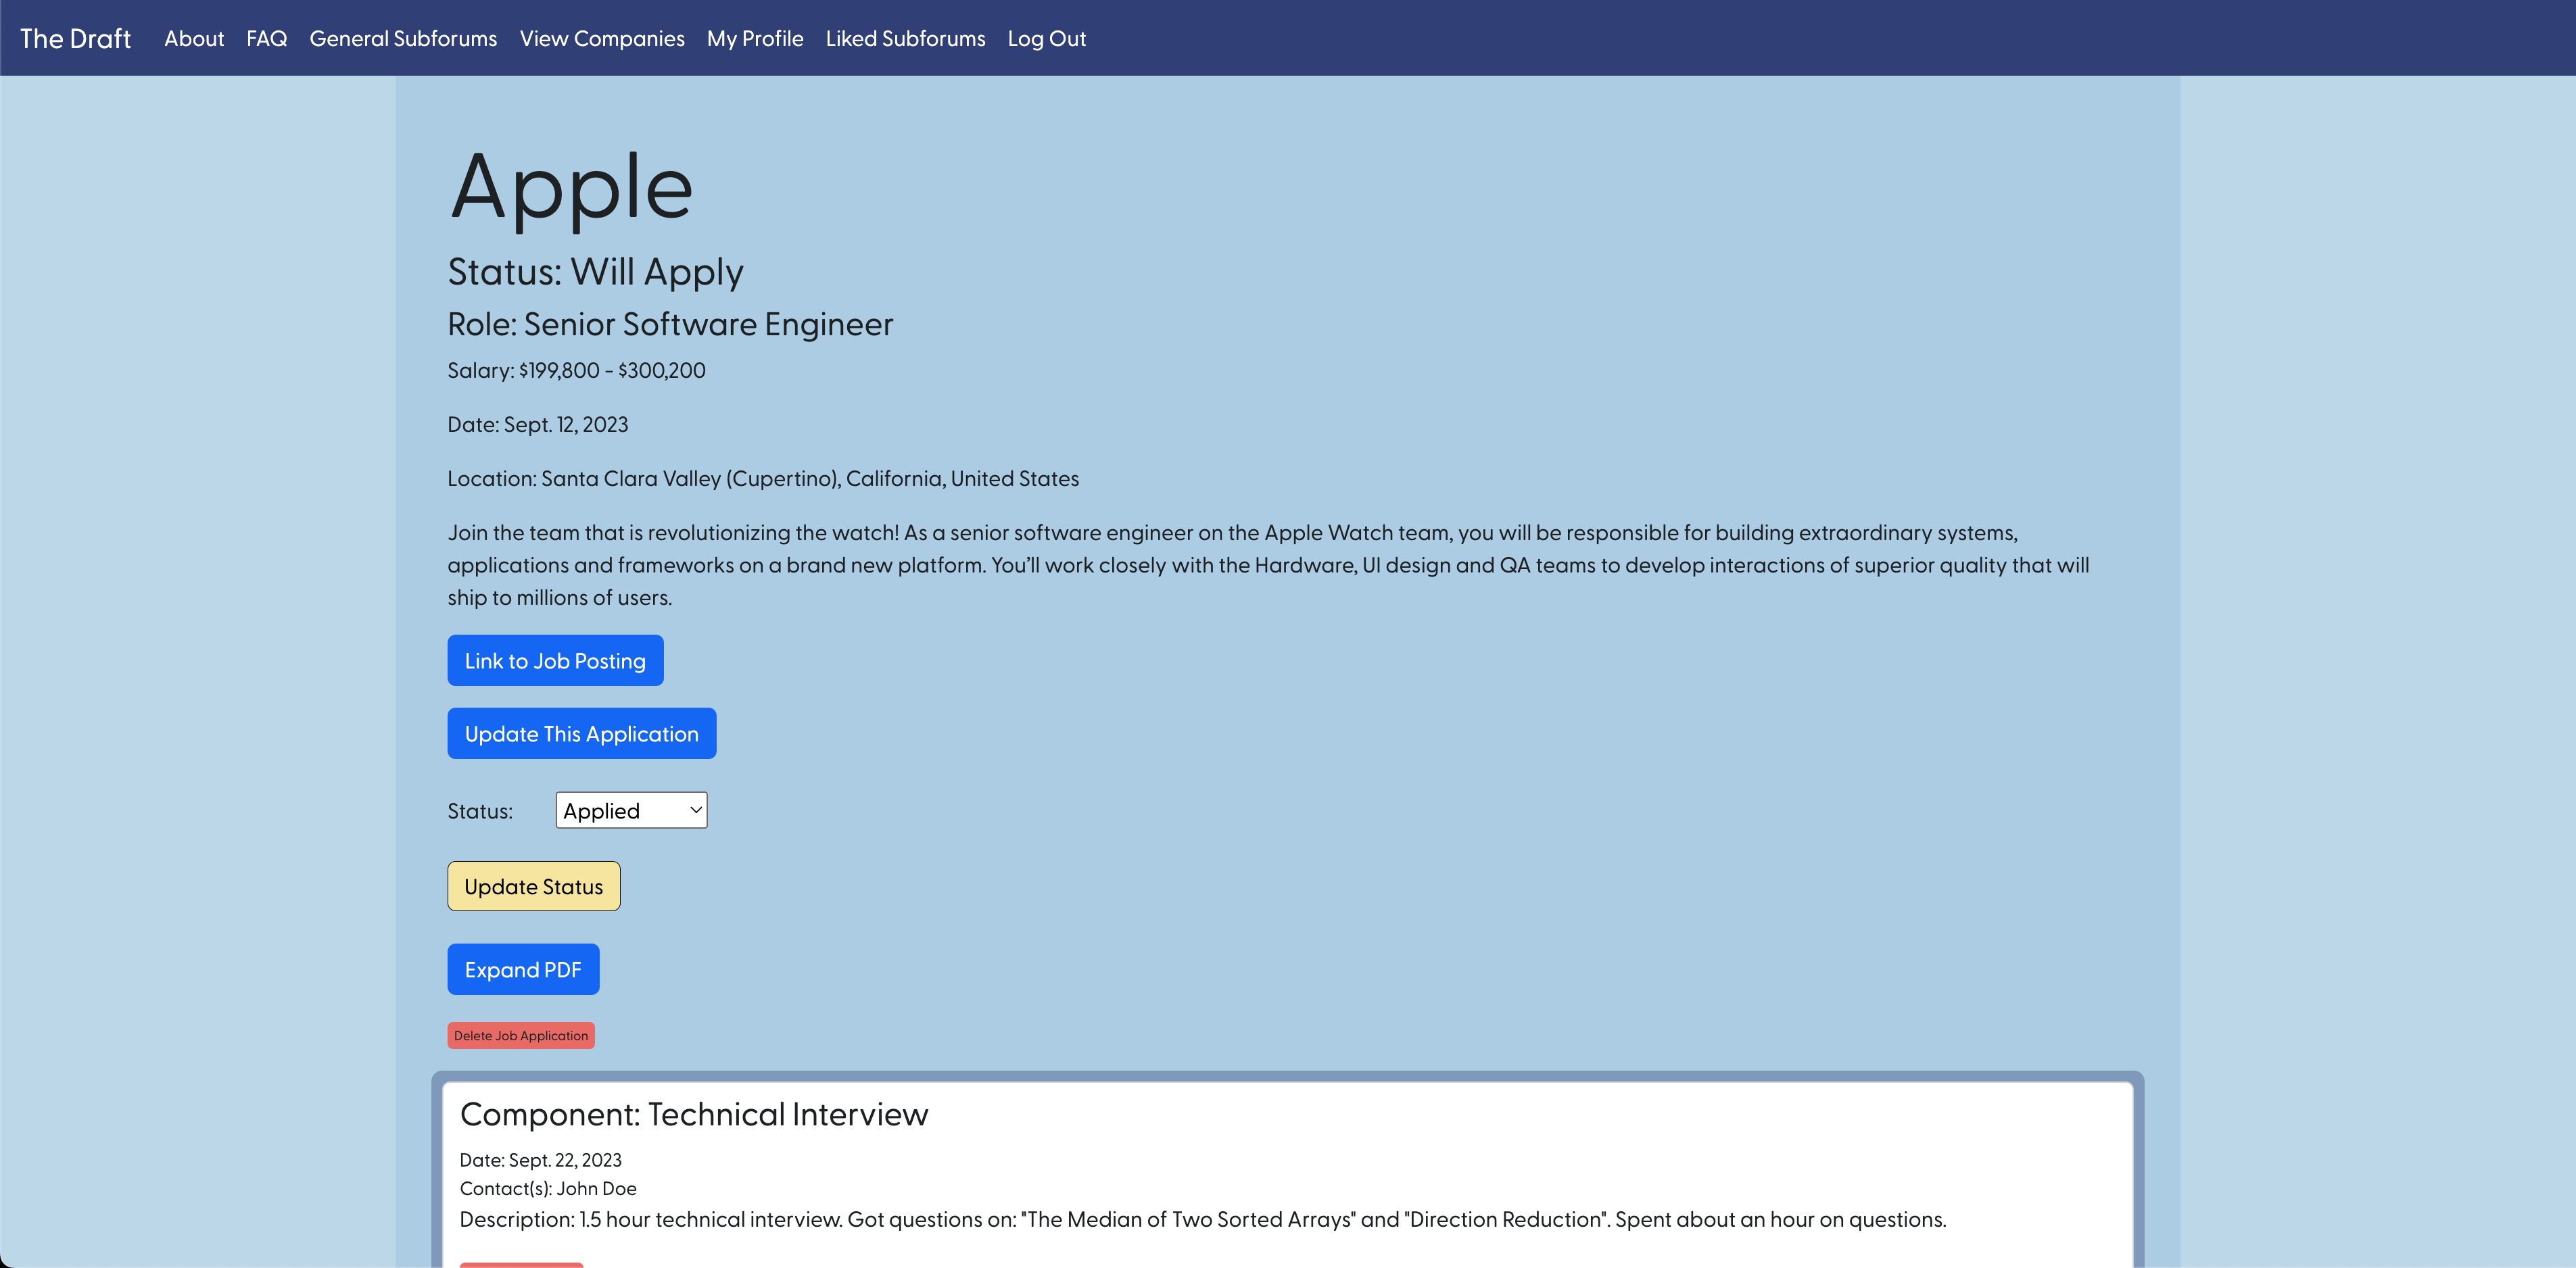 The Draft About FAQ General Subforums View Companies My Profile Liked Subforums Log Out
Apple
Status: Will Apply
Role: Senior Software Engineer
Salary: $199,800 - $300,200
Date: Sept. 12, 2023
Location: Santa Clara Valley (Cupertino), California, United States
Join the team that is revolutionizing the watch! As a senior software engineer on the Apple Watch team, you will be responsible for building extraordinary systems,
applications and frameworks on a brand new platform. You’ll work closely with the Hardware, UI design and QA teams to develop interactions of superior quality that will
ship to millions of users.
Link to Job Posting
Update This Application
Status: Applied
Update Status
Expand PDF
Delete Job Application
Component: Technical Interview
Date: Sept. 22, 2023
Contact(s): John Doe
Description: 1.5 hour technical interview. Got questions on: "The Median of Two Sorted Arrays" and "Direction Reduction". Spent about an hour on questions.